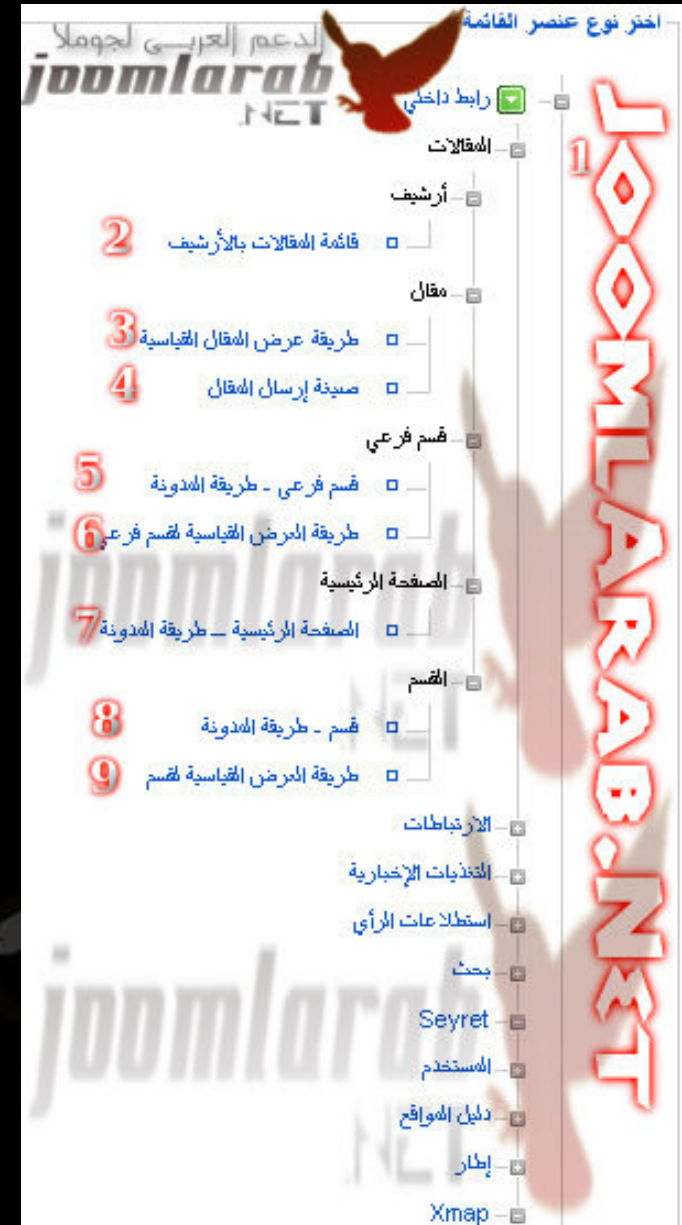 اختر نوع عنصر القائمة
الدعم العربي لجوملا
joomlarab
.NET
رابط داخلي
1
المقالات
أرشيف
قائمة المقالات بالأرشيف 2
مقال
طريقة عرض المقال القياسية 3
صيغة إرسال المقال 4
قسم فرعي
قسم فرعي - طريقة المدونة 5
طريقة العرض القياسية لقسم فرعي 6
الصفحة الرئيسية
الصفحة الرئيسية - طريقة المدونة 7
القسم
قسم - طريقة المدونة 8
طريقة العرض القياسية لقسم 9
الارتباطات
التغذيات الإخبارية
استطلاعات الرأي
بحث
Seyret
المستخدم
دليل المواقع
إطار
Xmap
JOOMLARAB.NET
joomlarab
.NET
joomlarab
.NET